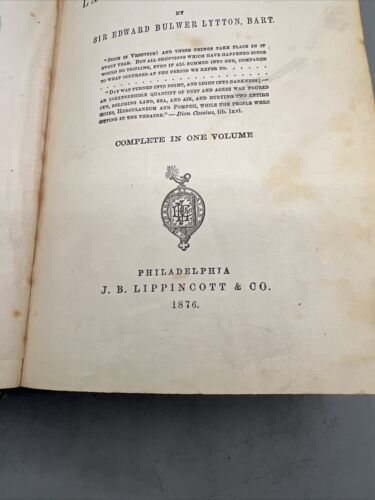 BY
SIR EDWARD BULWER LYTTON, BART.
"SUCH IS VESUVIUS! AND THESE THINGS TAKE PLACE IN IT
EVERY YEAR. BUT ALL ERUPTIONS WHICH HAVE HAPPENED SINCE
WOULD BE TRIFLING, EVEN IF ALL SUMMED INTO ONE, COMPARED
TO WHAT OCCURRED AT THE PERIOD WE REFER TO. . . . . .
. . . . . . . . . . . . . . . . . . . .
"DAY WAS TURNED INTO NIGHT, AND LIGHT INTO DARKNESS;—
AN INEXPRESSIBLE QUANTITY OF DUST AND ASHES WAS POURED
OUT, DELUGING LAND, SEA, AND AIR, AND BURYING TWO ENTIRE
CITIES, HERCULANEUM AND POMPEII, WHILE THE PEOPLE WERE
SITTING IN THE THEATRE."—Dion Cassius, lib. lxvi.
COMPLETE IN ONE VOLUME
PHILADELPHIA
J. B. LIPPINCOTT & CO.
1876.